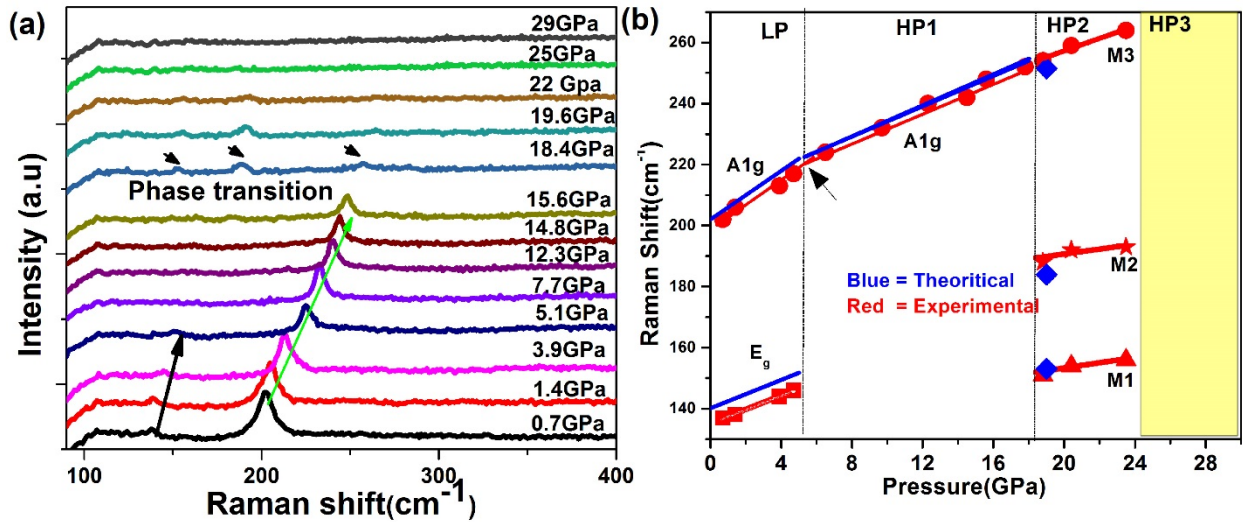 (a)
29GPa
25GPa
22 Gpa
19.6GPa
18.4GPa
Phase transition
15.6GPa
14.8GPa
12.3GPa
7.7GPa
5.1GPa
3.9GPa
1.4GPa
0.7GPa
Intensity (a.u)
100 200 300 400
Raman shift(cm-1)
(b)
LP HP1 HP2 HP3
260
240
220
200
180
160
140
M3
A1g
A1g
M2
Blue = Theoritical
Red = Experimental
Eg
M1
Raman Shift(cm-1)
0 4 8 12 16 20 24 28
Pressure(GPa)